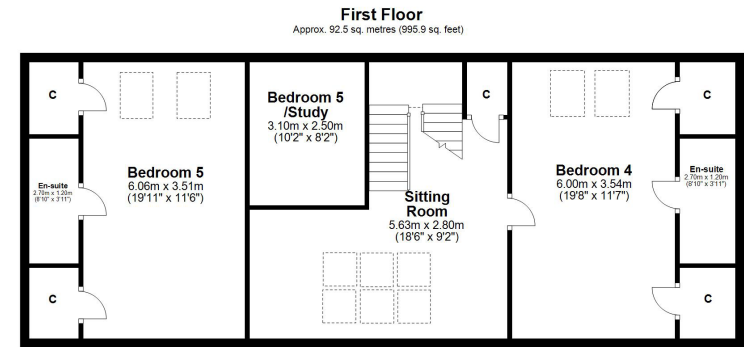 First Floor
Approx. 92.5 sq. metres (995.9 sq. feet)
C
En-suite
2.70m x 1.20m
(8'10" x 3'11")
C
Bedroom 5
6.06m x 3.51m
(19'11" x 11'6")
Bedroom 5
/Study
3.10m x 2.50m
(10'2" x 8'2")
Sitting
Room
5.63m x 2.80m
(18'6" x 9'2")
C
Bedroom 4
6.00m x 3.54m
(19'8" x 11'7")
C
En-suite
2.70m x 1.20m
(8'10" x 3'11")
C